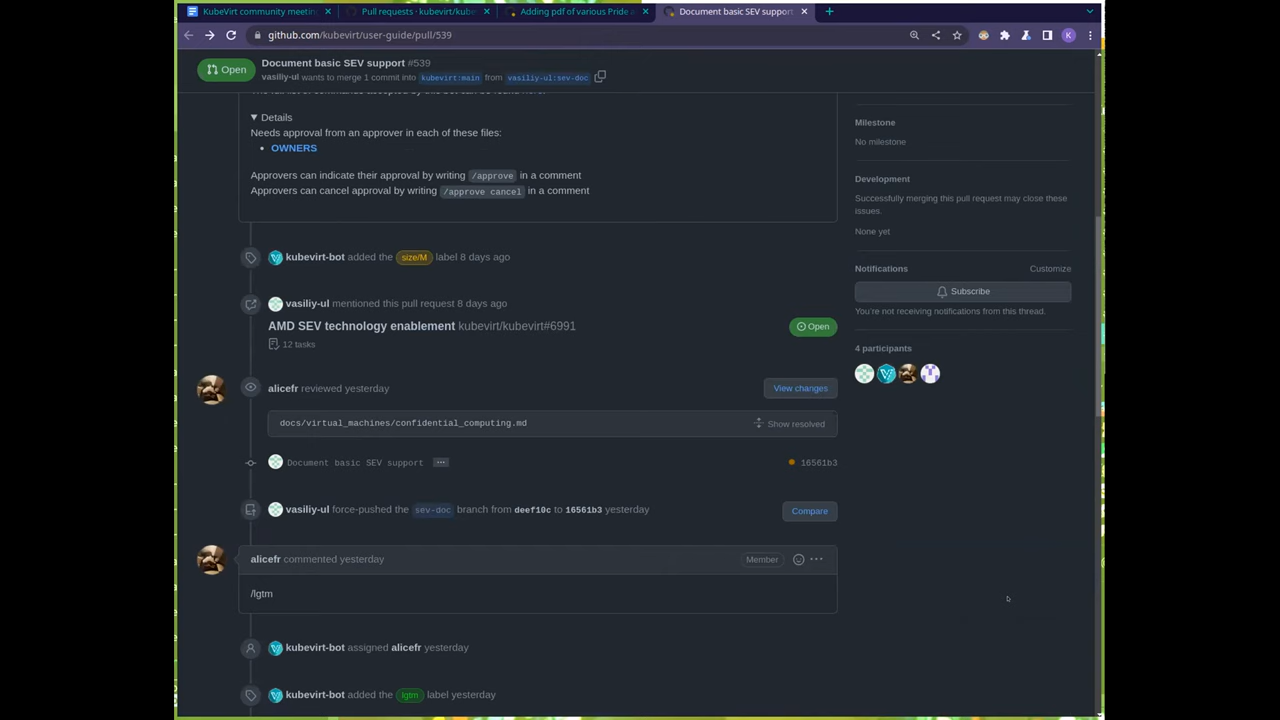 KubeVirt community meeting
Pull requests · kubevirt/kube
Adding pdf of various Pride a
Document basic SEV support
github.com/kubevirt/user-guide/pull/539
K
Open
Document basic SEV support #539
vasiliy-ul wants to merge 1 commit into kubevirt:main from vasiliy-ul:sev-doc
Details
Needs approval from an approver in each of these files:
OWNERS
Approvers can indicate their approval by writing /approve in a comment
Approvers can cancel approval by writing /approve cancel in a comment
kubevirt-bot added the size/M label 8 days ago
vasiliy-ul mentioned this pull request 8 days ago
AMD SEV technology enablement kubevirt/kubevirt#6991
Open
12 tasks
alicefr reviewed yesterday
View changes
docs/virtual_machines/confidential_computing.md
Show resolved
Document basic SEV support
16561b3
vasiliy-ul force-pushed the sev-doc branch from deef10c to 16561b3 yesterday
Compare
alicefr commented yesterday
Member
/lgtm
kubevirt-bot assigned alicefr yesterday
kubevirt-bot added the lgtm label yesterday
Milestone
No milestone
Development
Successfully merging this pull request may close these
issues.
None yet
Notifications
Customize
Subscribe
You're not receiving notifications from this thread.
4 participants